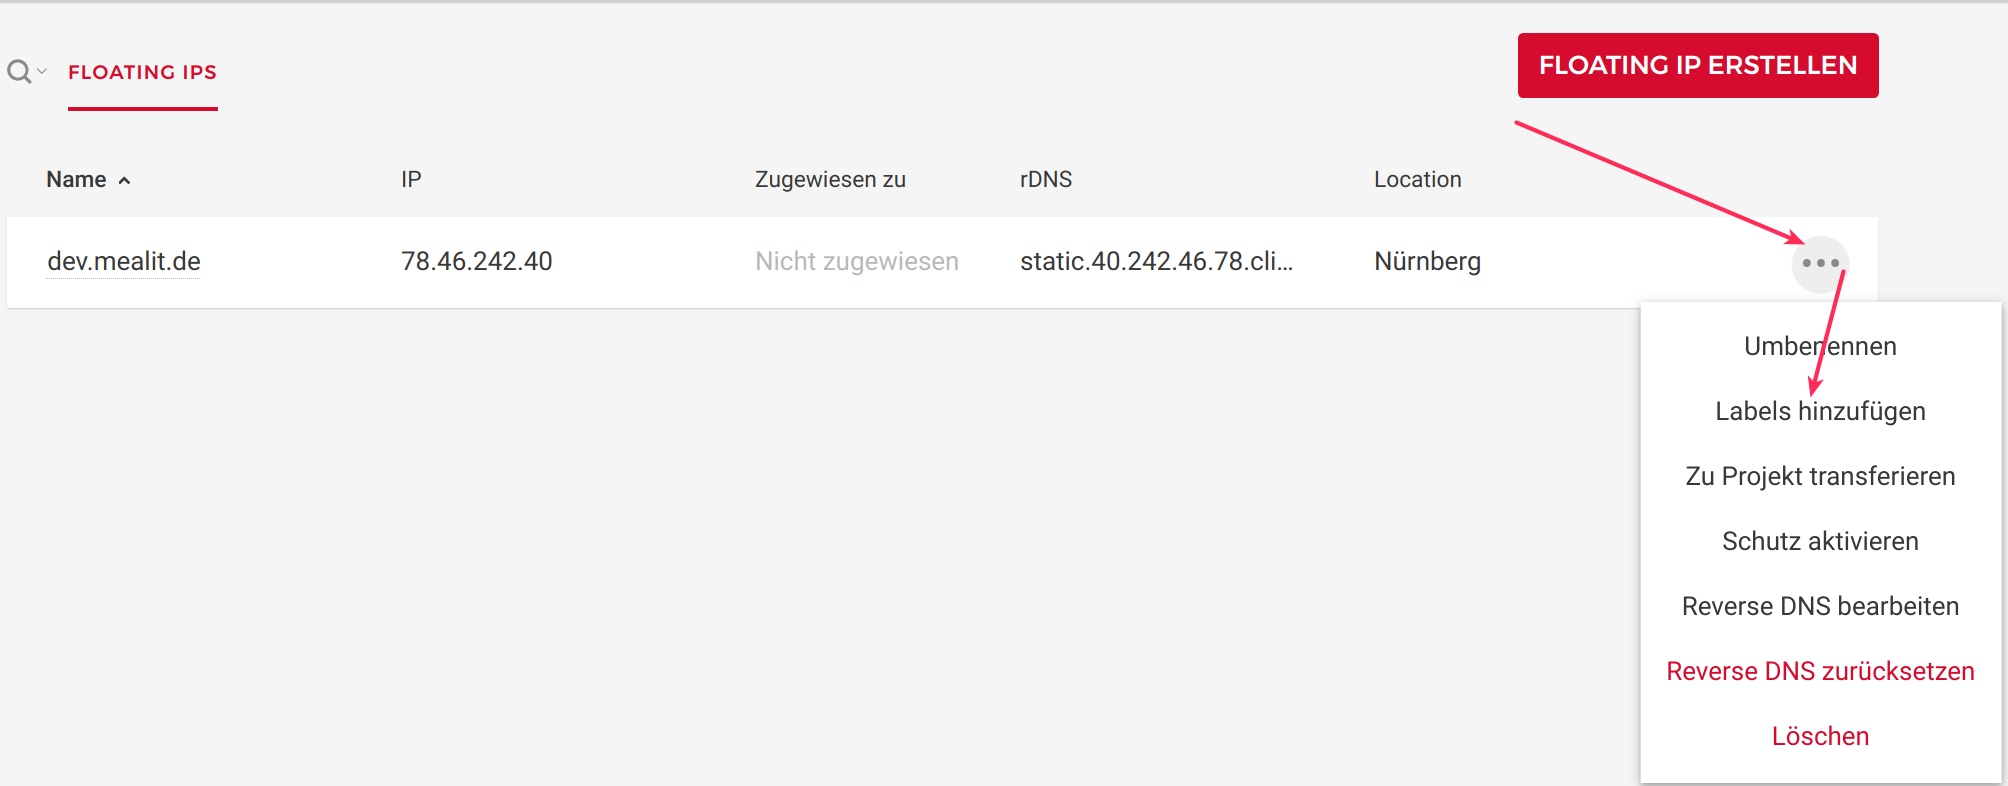 FLOATING IPS
FLOATING IP ERSTELLEN
Name IP Zugewiesen zu rDNS Location
dev.mealit.de 78.46.242.40 Nicht zugewiesen static.40.242.46.78.cli... Nürnberg
Umbenennen
Labels hinzufügen
Zu Projekt transferieren
Schutz aktivieren
Reverse DNS bearbeiten
Reverse DNS zurücksetzen
Löschen